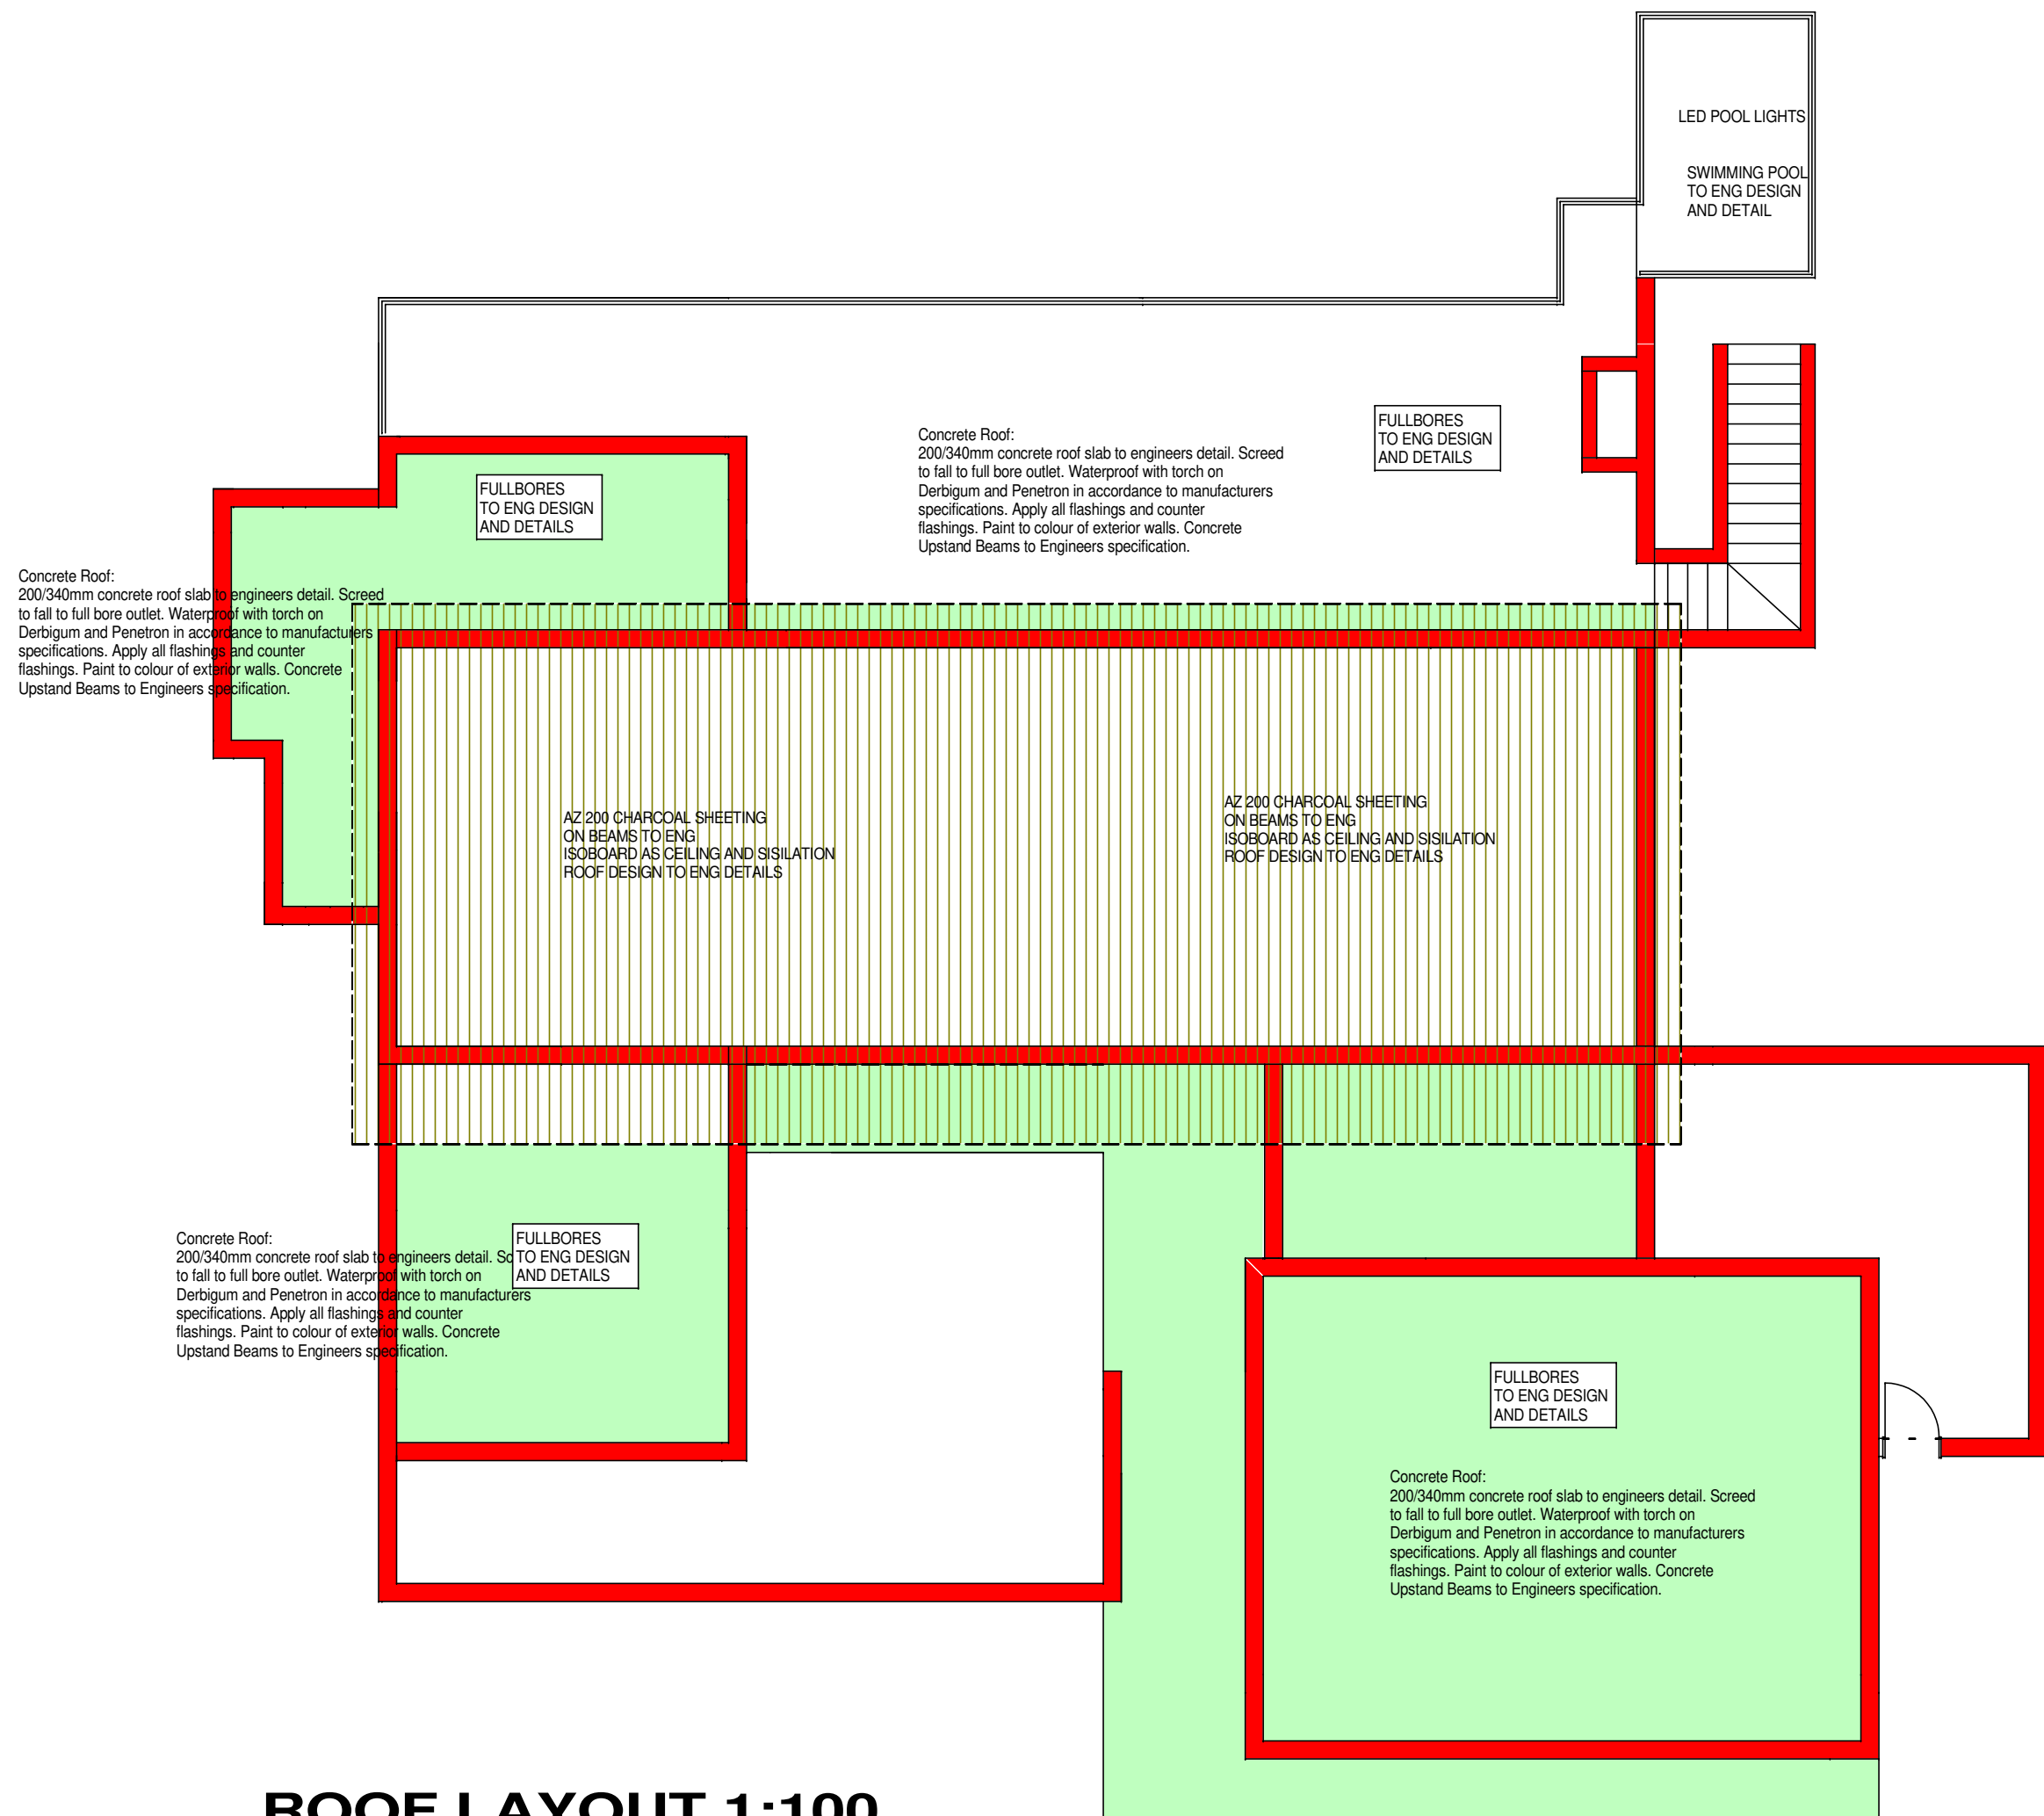 LED POOL LIGHTS
SWIMMING POOL
TO ENG DESIGN
AND DETAIL
FULLBORES
TO ENG DESIGN
AND DETAILS
Concrete Roof:
200/340mm concrete roof slab to engineers detail. Screed
to fall to full bore outlet. Waterproof with torch on
Derbigum and Penetron in accordance to manufacturers
specifications. Apply all flashings and counter
flashings. Paint to colour of exterior walls. Concrete
Upstand Beams to Engineers specification.
FULLBORES
TO ENG DESIGN
AND DETAILS
Concrete Roof:
200/340mm concrete roof slab to engineers detail. Screed
to fall to full bore outlet. Waterproof with torch on
Derbigum and Penetron in accordance to manufacturers
specifications. Apply all flashings and counter
flashings. Paint to colour of exterior walls. Concrete
Upstand Beams to Engineers specification.
AZ 200 CHARCOAL SHEETING
ON BEAMS TO ENG
ISOBOARD AS CEILING AND SISILATION
ROOF DESIGN TO ENG DETAILS
AZ 200 CHARCOAL SHEETING
ON BEAMS TO ENG
ISOBOARD AS CEILING AND SISILATION
ROOF DESIGN TO ENG DETAILS
Concrete Roof:
200/340mm concrete roof slab to engineers detail. Sc
to fall to full bore outlet. Waterproof with torch on
Derbigum and Penetron in accordance to manufacturers
specifications. Apply all flashings and counter
flashings. Paint to colour of exterior walls. Concrete
Upstand Beams to Engineers specification.
FULLBORES
TO ENG DESIGN
AND DETAILS
FULLBORES
TO ENG DESIGN
AND DETAILS
Concrete Roof:
200/340mm concrete roof slab to engineers detail. Screed
to fall to full bore outlet. Waterproof with torch on
Derbigum and Penetron in accordance to manufacturers
specifications. Apply all flashings and counter
flashings. Paint to colour of exterior walls. Concrete
Upstand Beams to Engineers specification.
ROOF LAYOUT 1:100